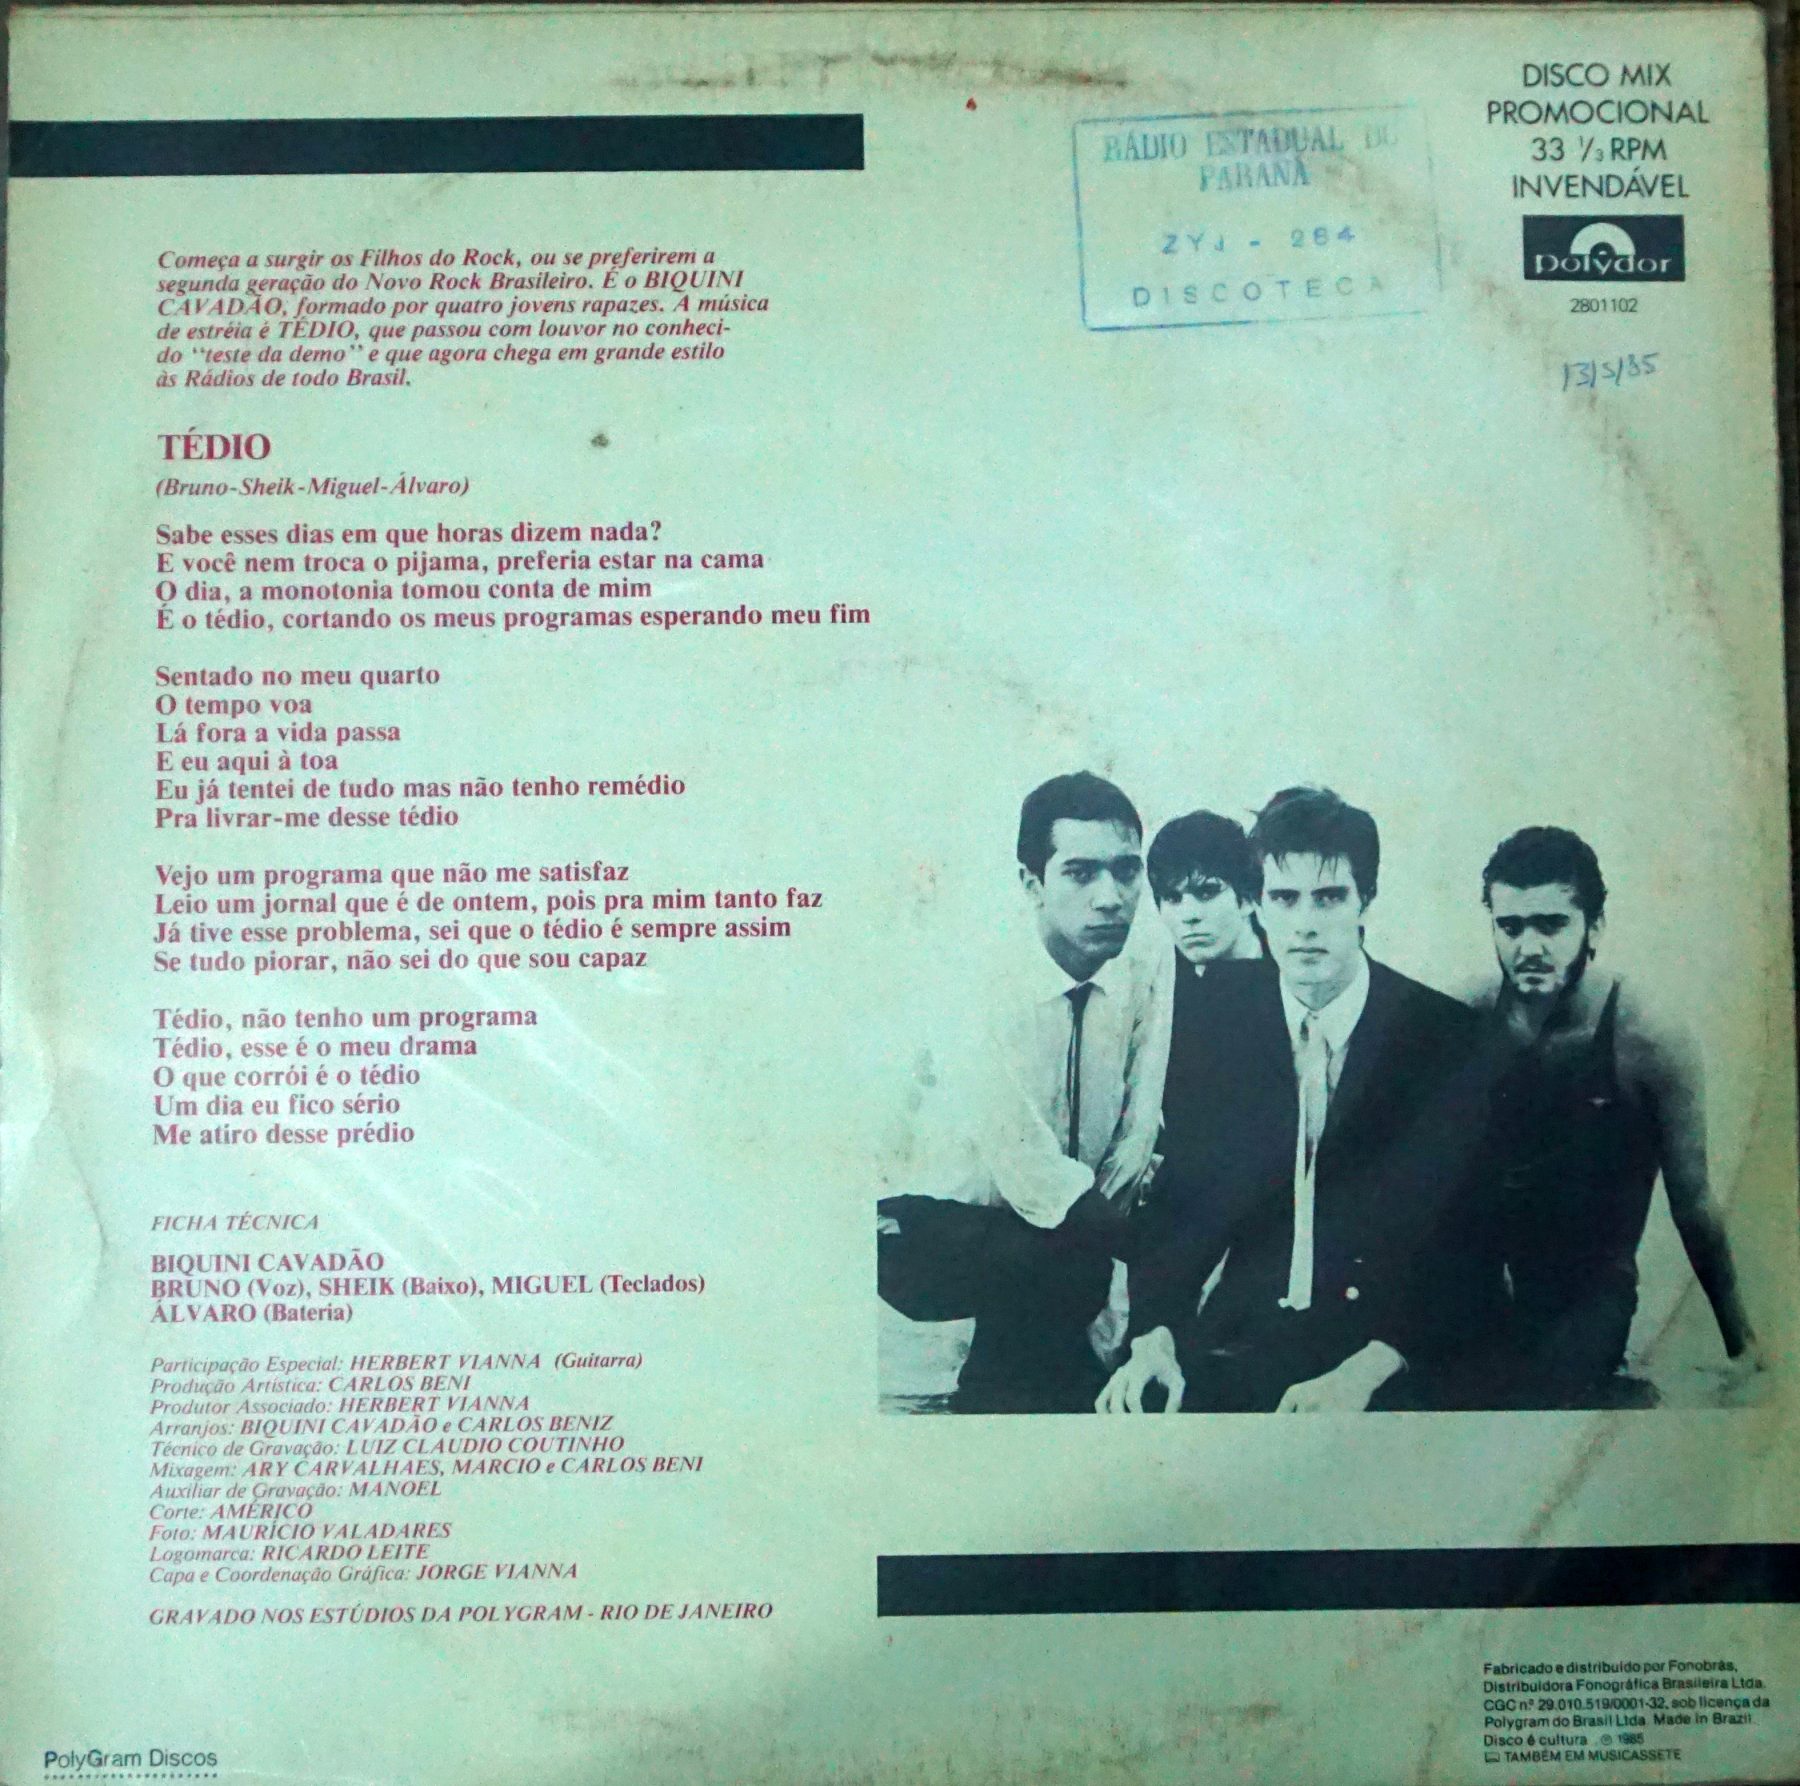 DISCO MIX
PROMOCIONAL
33 1/3 RPM
INVENDÁVEL
Polydor
2801102
13/5/85
RÁDIO ESTADUAL DO
PARANÁ
ZYJ - 264
DISCOTECA
Começa a surgir os Filhos do Rock, ou se preferirem a
segunda geração do Novo Rock Brasileiro. É o BIQUINI
CAVADÃO, formado por quatro jovens rapazes. A música
de estréia é TÉDIO, que passou com louvor no conheci-
do “teste da demo” e que agora chega em grande estilo
às Rádios de todo Brasil.
TÉDIO
(Bruno-Sheik-Miguel-Álvaro)
Sabe esses dias em que horas dizem nada?
E você nem troca o pijama, preferia estar na cama
O dia, a monotonia tomou conta de mim
É o tédio, cortando os meus programas esperando meu fim
Sentado no meu quarto
O tempo voa
Lá fora a vida passa
E eu aqui à toa
Eu já tentei de tudo mas não tenho remédio
Pra livrar-me desse tédio
Vejo um programa que não me satisfaz
Leio um jornal que é de ontem, pois pra mim tanto faz
Já tive esse problema, sei que o tédio é sempre assim
Se tudo piorar, não sei do que sou capaz
Tédio, não tenho um programa
Tédio, esse é o meu drama
O que corrói é o tédio
Um dia eu fico sério
Me atiro desse prédio
FICHA TÉCNICA
BIQUINI CAVADÃO
BRUNO (Voz), SHEIK (Baixo), MIGUEL (Teclados)
ÁLVARO (Bateria)
Participação Especial: HERBERT VIANNA (Guitarra)
Produção Artística: CARLOS BENI
Produtor Associado: HERBERT VIANNA
Arranjos: BIQUINI CAVADÃO e CARLOS BENIZ
Técnico de Gravação: LUIZ CLAUDIO COUTINHO
Mixagem: ARY CARVALHAES, MARCIO e CARLOS BENI
Auxiliar de Gravação: MANOEL
Corte: AMÉRICO
Foto: MAURÍCIO VALADARES
Logomarca: RICARDO LEITE
Capa e Coordenação Gráfica: JORGE VIANNA
GRAVADO NOS ESTÚDIOS DA POLYGRAM - RIO DE JANEIRO
PolyGram Discos
Fabricado e distribuído por Fonobrás,
Distribuidora Fonográfica Brasileira Ltda.
CGC nº 29.010.519/0001-32, sob licença da
Polygram do Brasil Ltda. Made in Brazil.
Disco é cultura. ℗ 1985
TAMBÉM EM MUSICASSETE